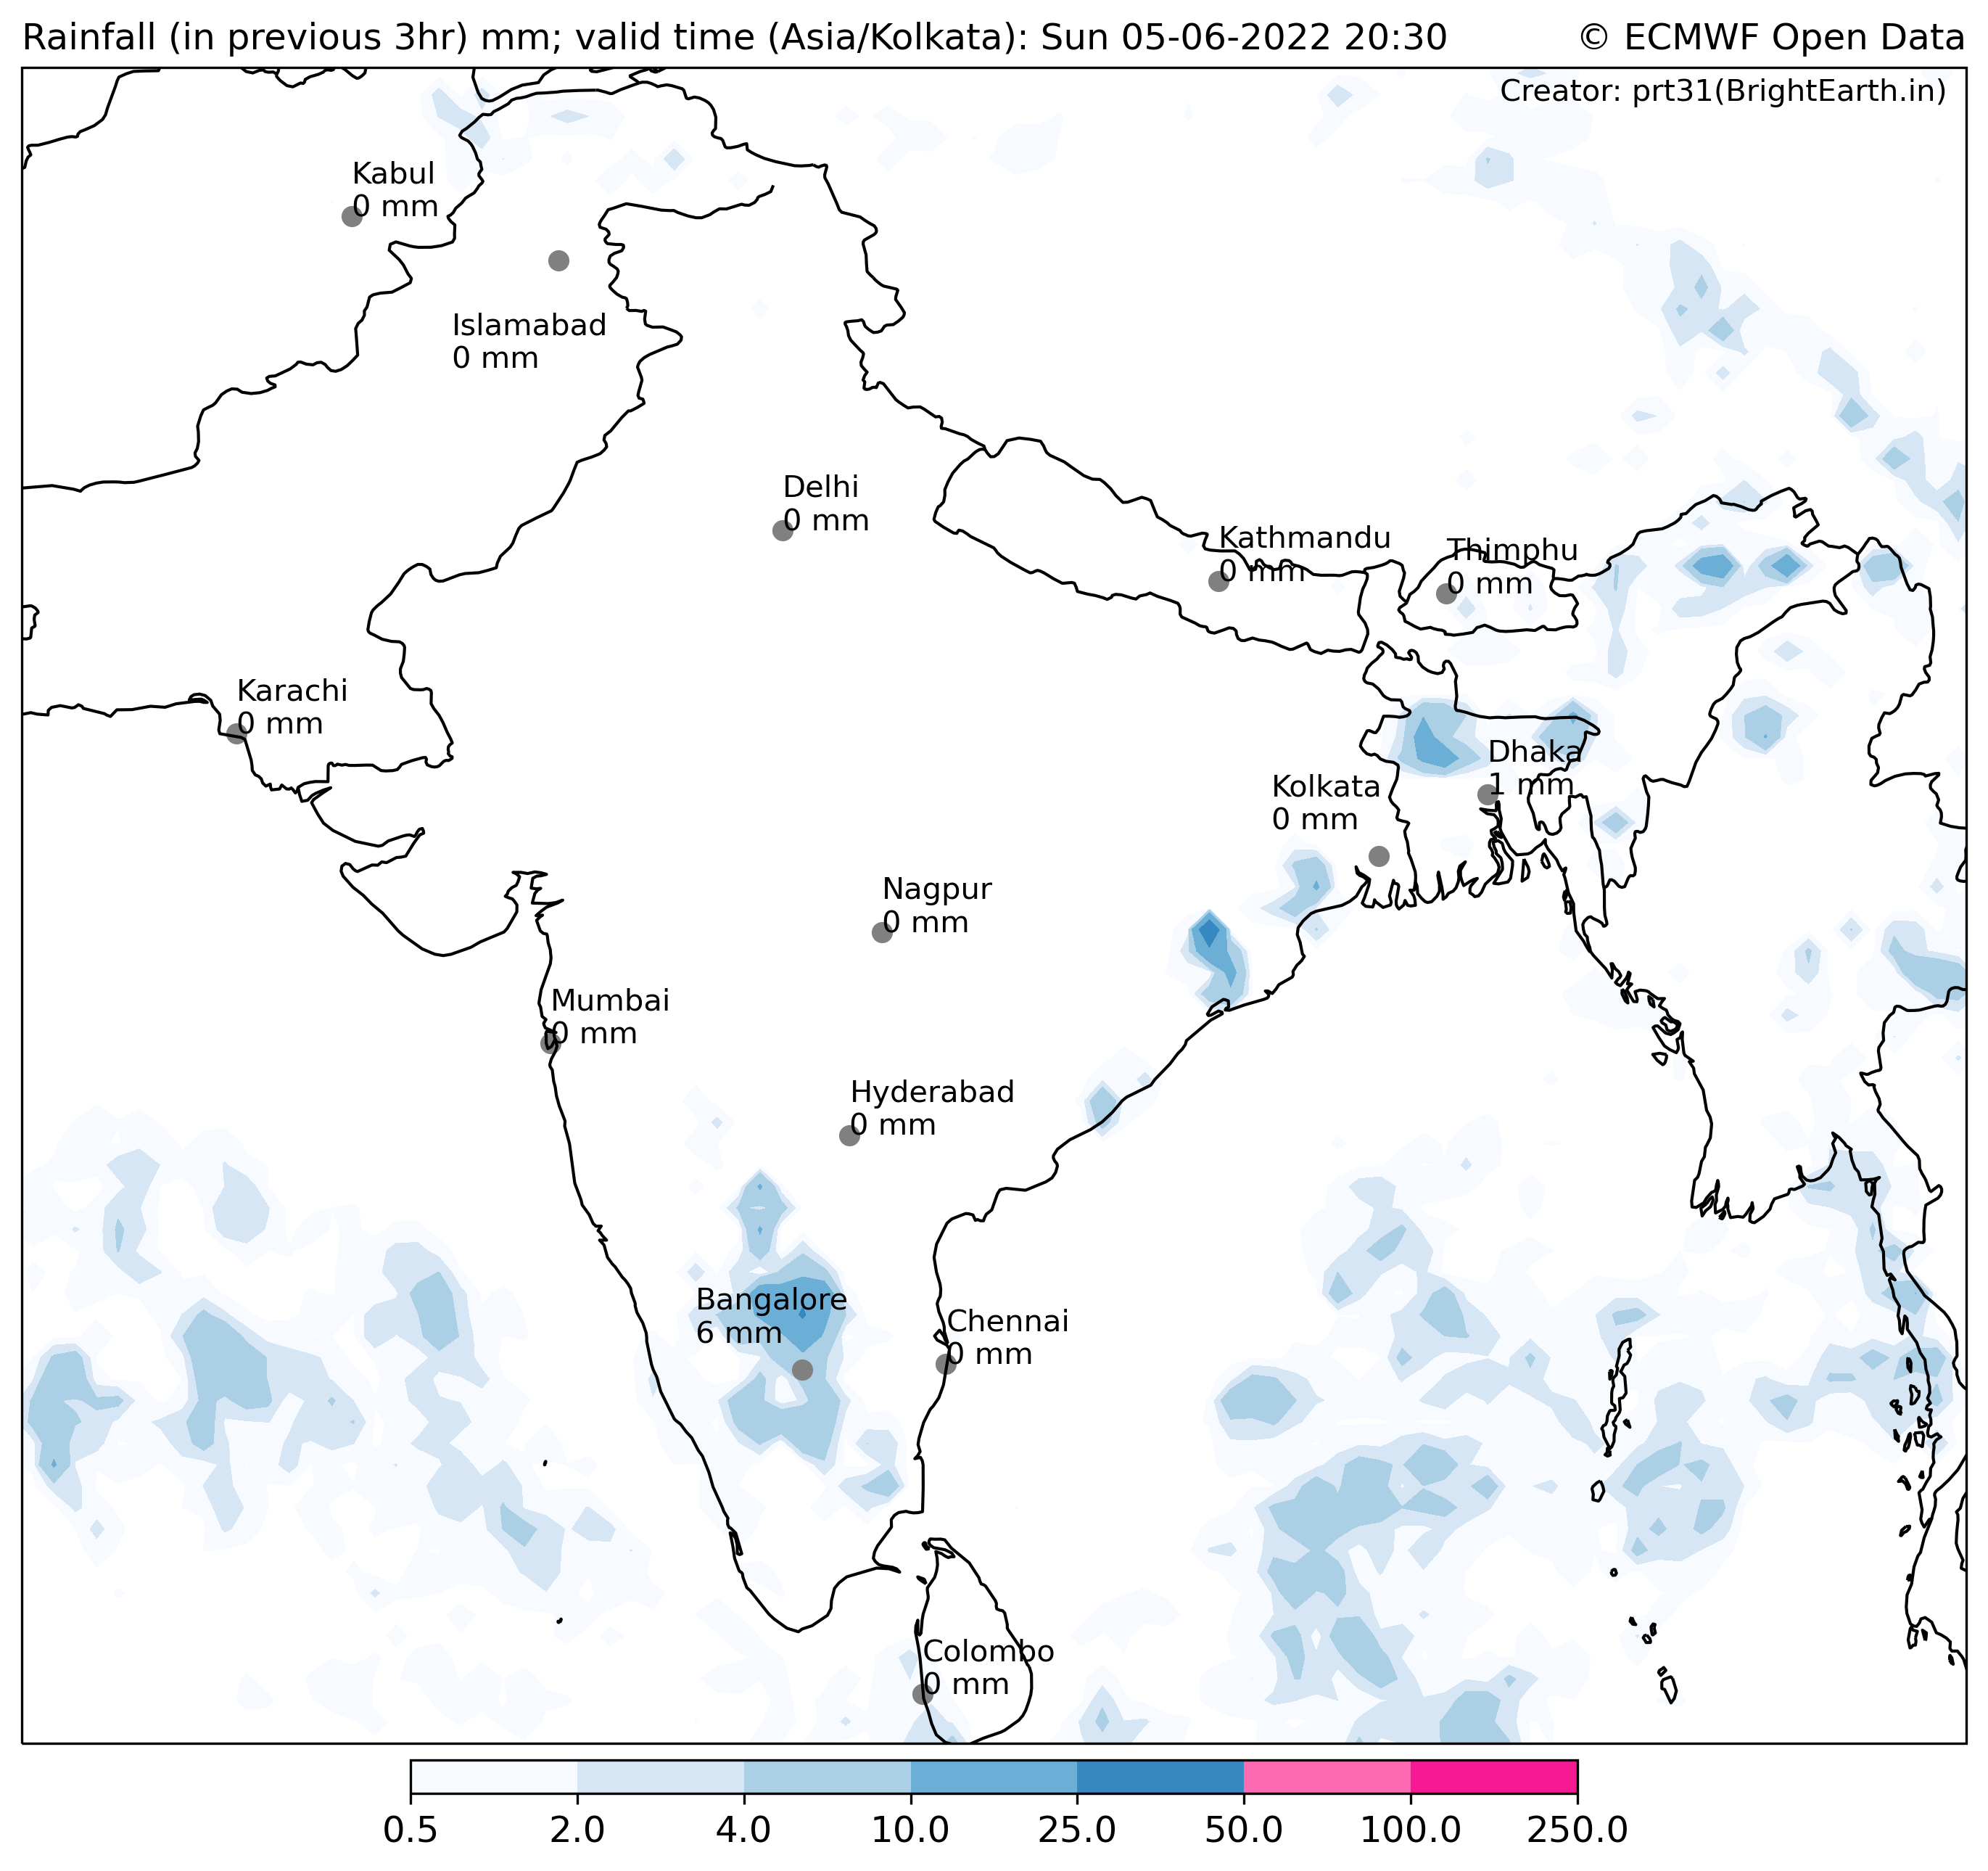 Rainfall (in previous 3hr) mm; valid time (Asia/Kolkata): Sun 05-06-2022 20:30
© ECMWF Open Data
Creator: prt31(BrightEarth.in)
Kabul
0 mm
Islamabad
0 mm
Delhi
0 mm
Kathmandu
0 mm
Thimphu
0 mm
Karachi
0 mm
Dhaka
1 mm
Kolkata
0 mm
Nagpur
0 mm
Mumbai
0 mm
Hyderabad
0 mm
Bangalore
6 mm
Chennai
0 mm
Colombo
0 mm
0.5 2.0 4.0 10.0 25.0 50.0 100.0 250.0